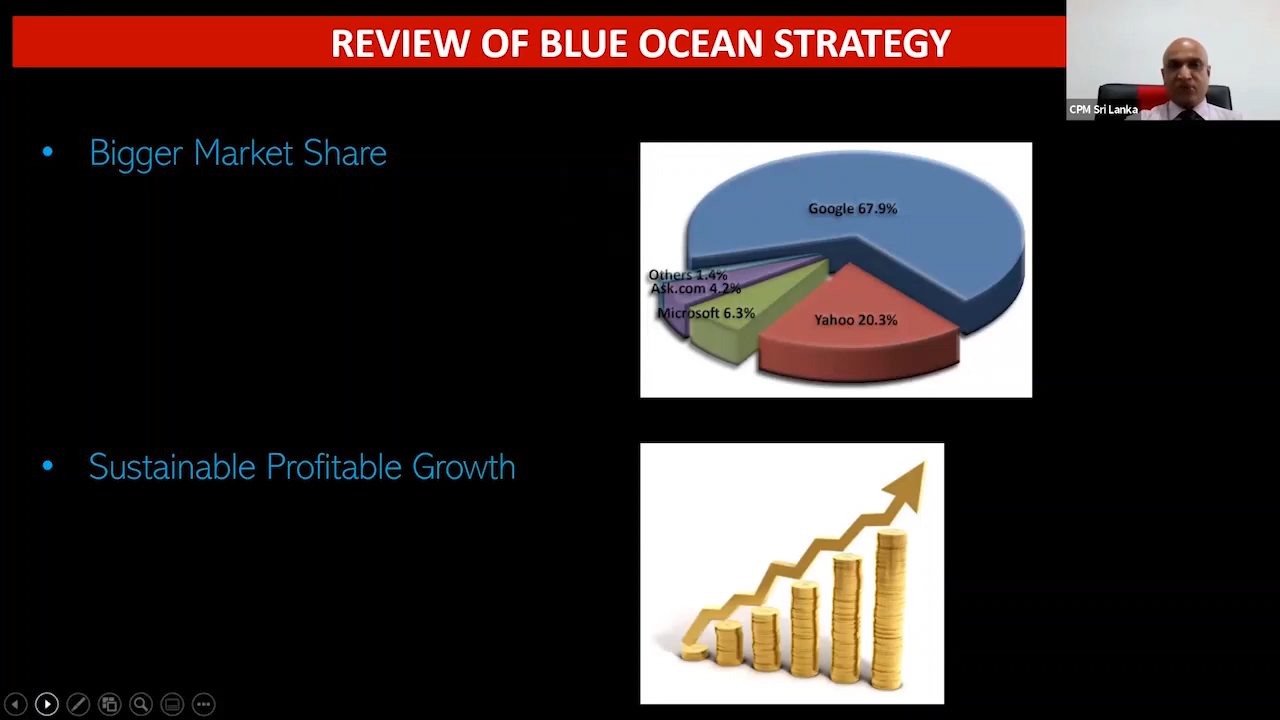 REVIEW OF BLUE OCEAN STRATEGY
CPM Sri Lanka
• Bigger Market Share
Google 67.9%
Others 1.4%
Ask.com 4.2%
Microsoft 6.3%
Yahoo 20.3%
• Sustainable Profitable Growth